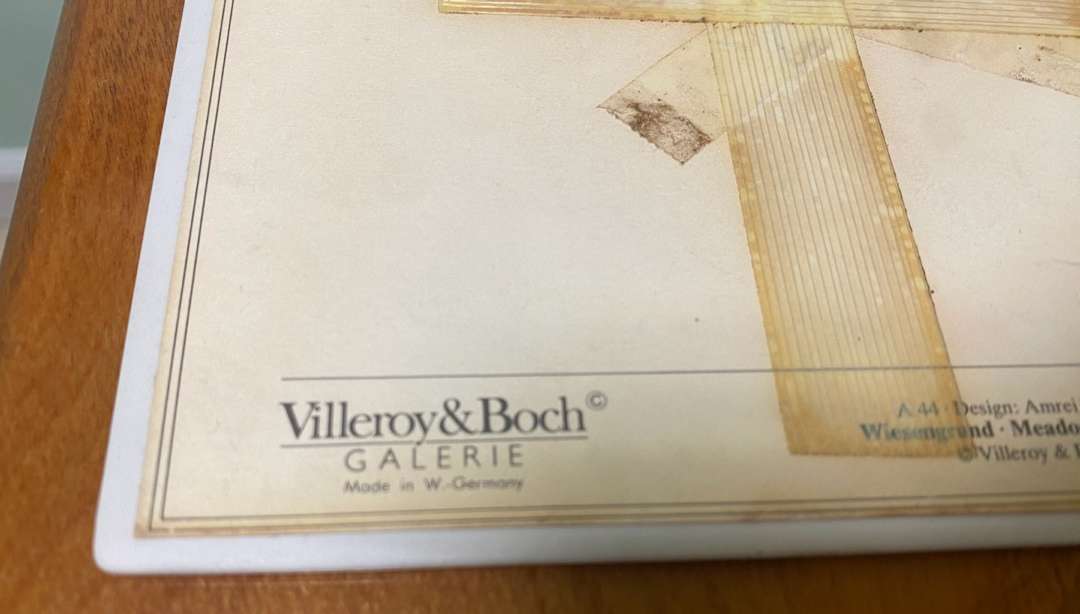 Villeroy&Boch©
GALERIE
Made in W.-Germany
A 44 · Design: Amrei
Wiesengrund · Meado
© Villeroy &